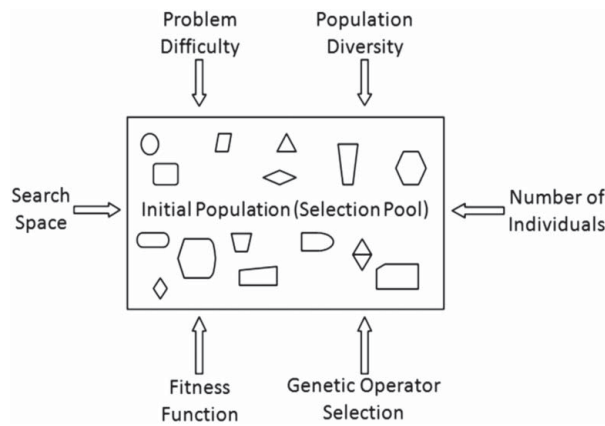 Problem
Difficulty
Population
Diversity
Search
Space
Initial Population (Selection Pool)
Number of
Individuals
Fitness
Function
Genetic Operator
Selection